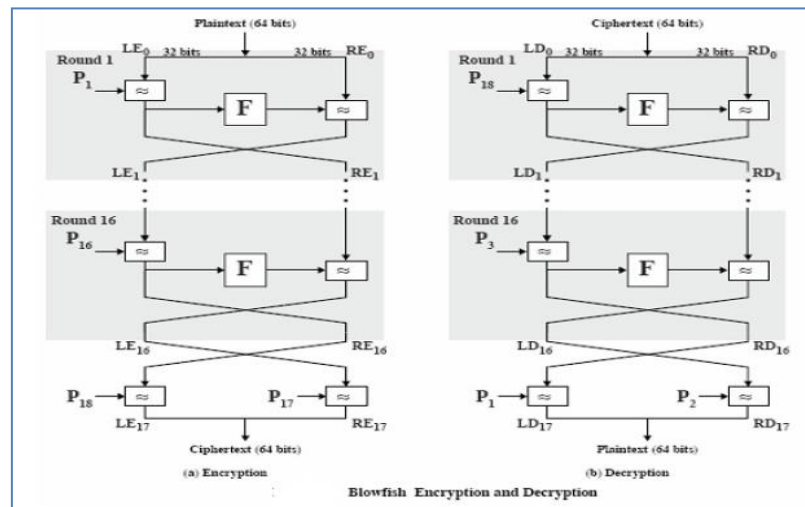 Plaintext (64 bits)
LE0 32 bits 32 bits RE0
Round 1
P1
≈
F
≈
LE1 RE1
Round 16
P16
≈
F
≈
LE16 RE16
P18
≈
P17
≈
LE17 RE17
Ciphertext (64 bits)
(a) Encryption
Ciphertext (64 bits)
LD0 32 bits 32 bits RD0
Round 1
P18
≈
F
≈
LD1 RD1
Round 16
P3
≈
F
≈
LD16 RD16
P1
≈
P2
≈
LD17 RD17
Plaintext (64 bits)
(b) Decryption
: Blowfish Encryption and Decryption